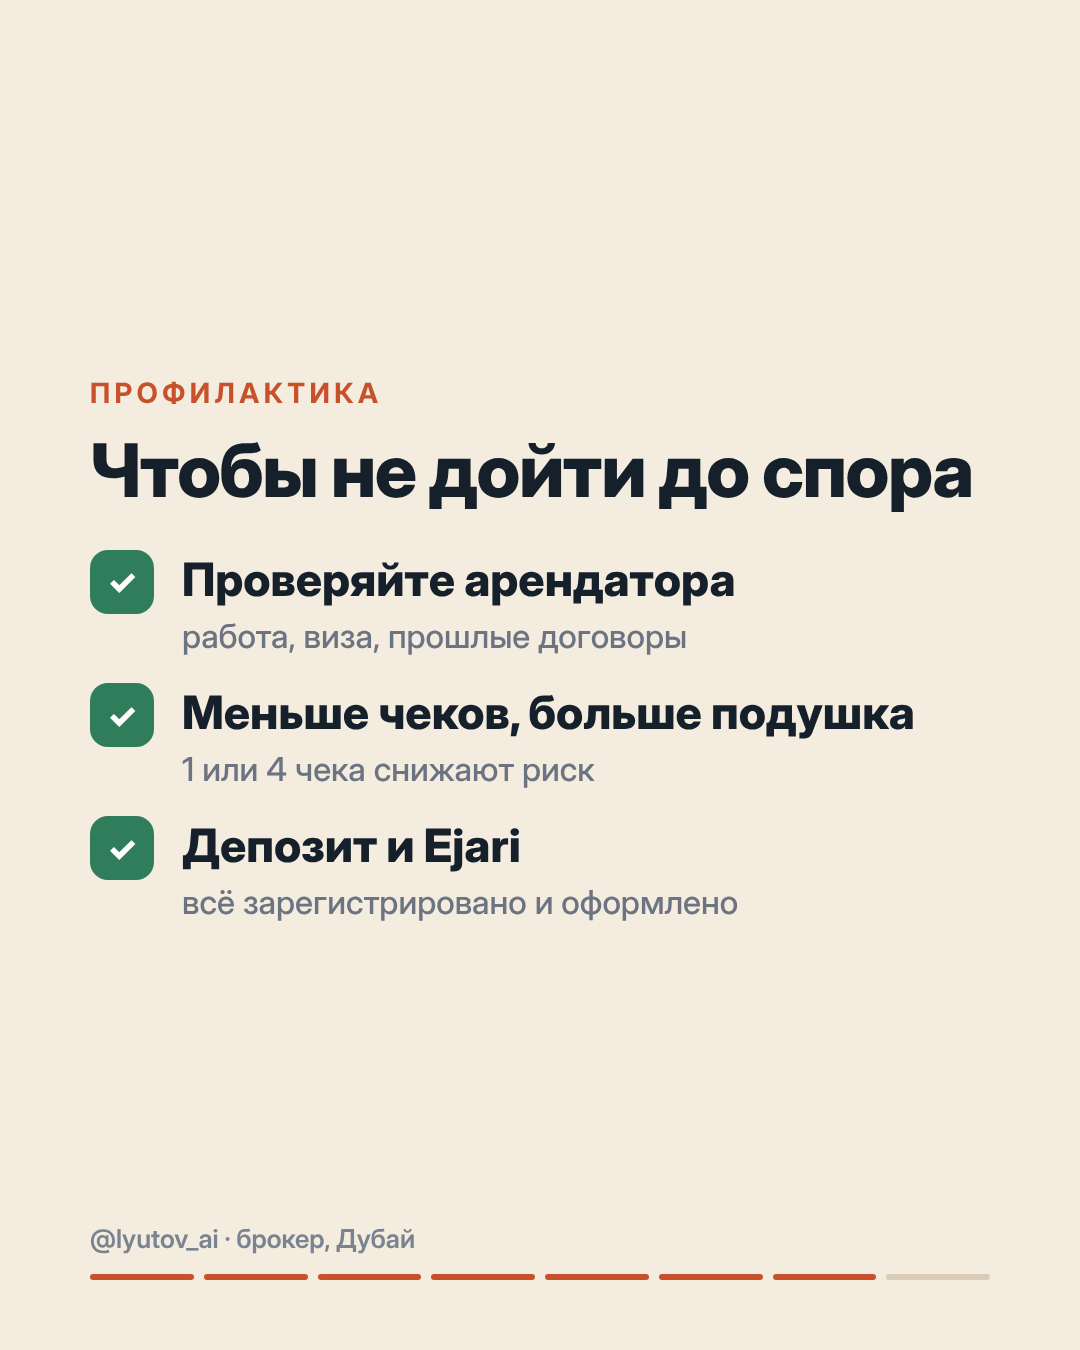 ПРОФИЛАКТИКА
Чтобы не дойти до спора
Проверяйте арендатора
работа, виза, прошлые договоры
Меньше чеков, больше подушка
1 или 4 чека снижают риск
Депозит и Ejari
всё зарегистрировано и оформлено
@lyutov_ai · брокер, Дубай